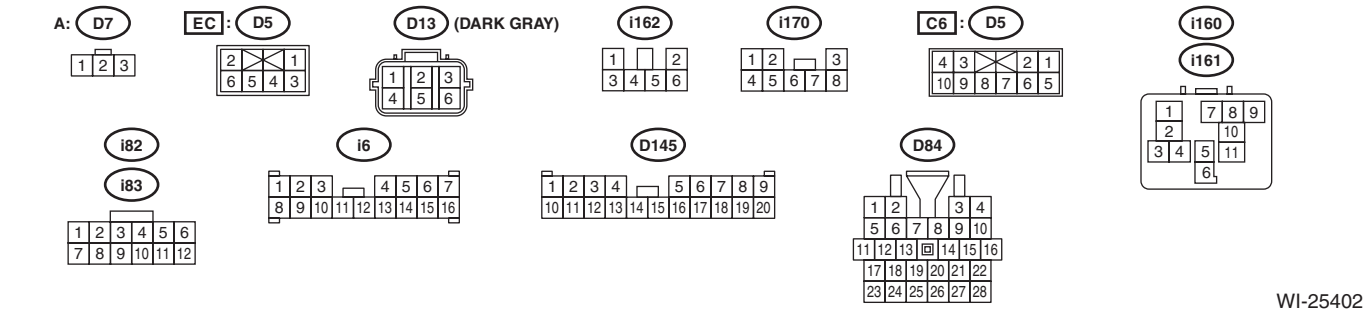 A: D7 EC : D5 D13 (DARK GRAY) i162 i170 C6 : D5 i160
i161
1 2 3
2 1
6 5 4 3
1 2 3
4 5 6
1 2
3 4 5 6
1 2 3
4 5 6 7 8
4 3 2 1
10 9 8 7 6 5
1 7 8 9
2 10
3 4 5 11
6
i82 i6 D145 D84
i83
1 2 3 4 5 6
7 8 9 10 11 12
1 2 3 4 5 6 7
8 9 10 11 12 13 14 15 16
1 2 3 4 5 6 7 8 9
10 11 12 13 14 15 16 17 18 19 20
1 2 3 4
5 6 7 8 9 10
11 12 13 14 15 16
17 18 19 20 21 22
23 24 25 26 27 28
WI-25402